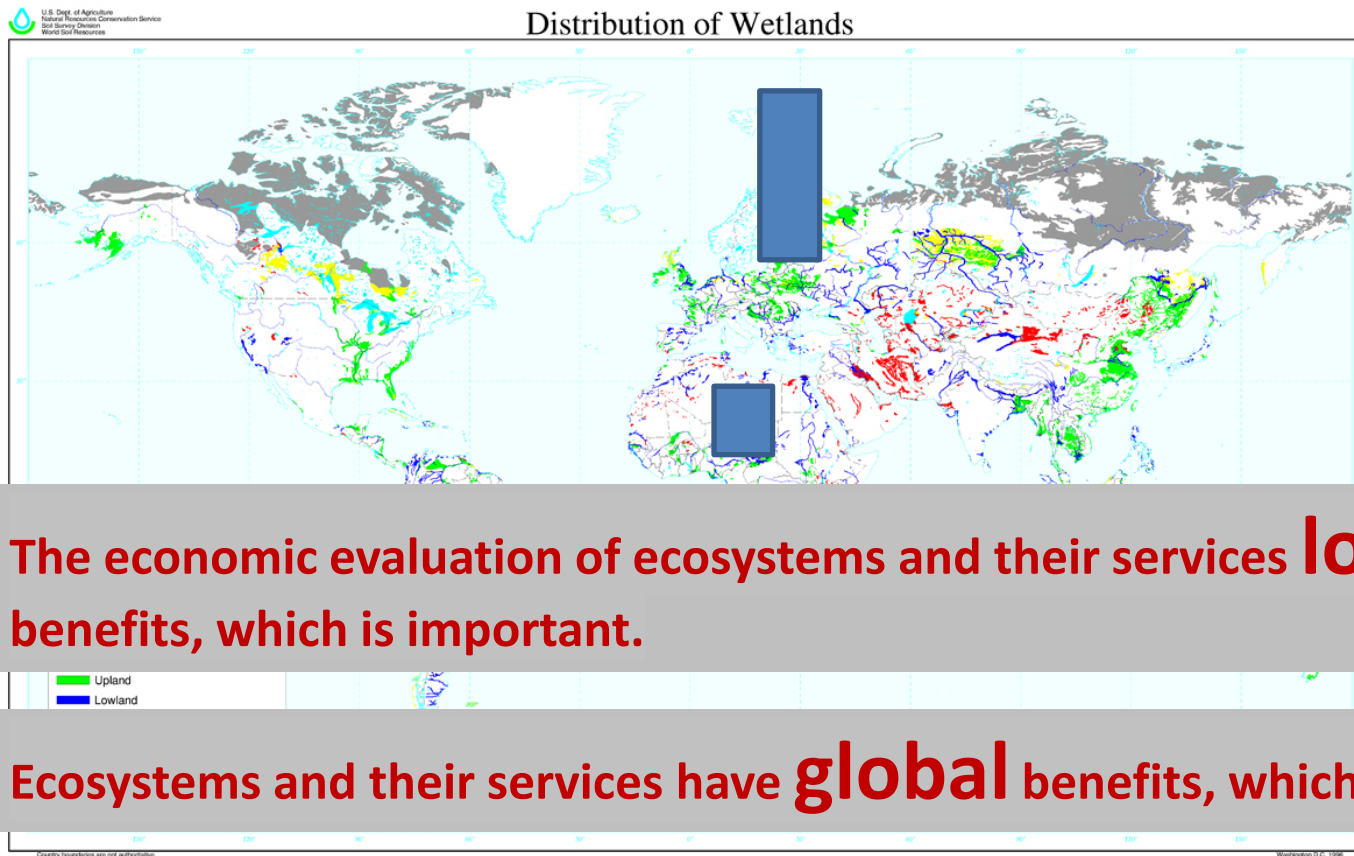 U.S. Dept. of Agriculture
Natural Resources Conservation Service
Soil Survey Division
World Soil Resources
Distribution of Wetlands
The economic evaluation of ecosystems and their services lo
benefits, which is important.
Upland
Lowland
Ecosystems and their services have global benefits, which
Country boundaries are not authoritative
Washington D.C. 1996